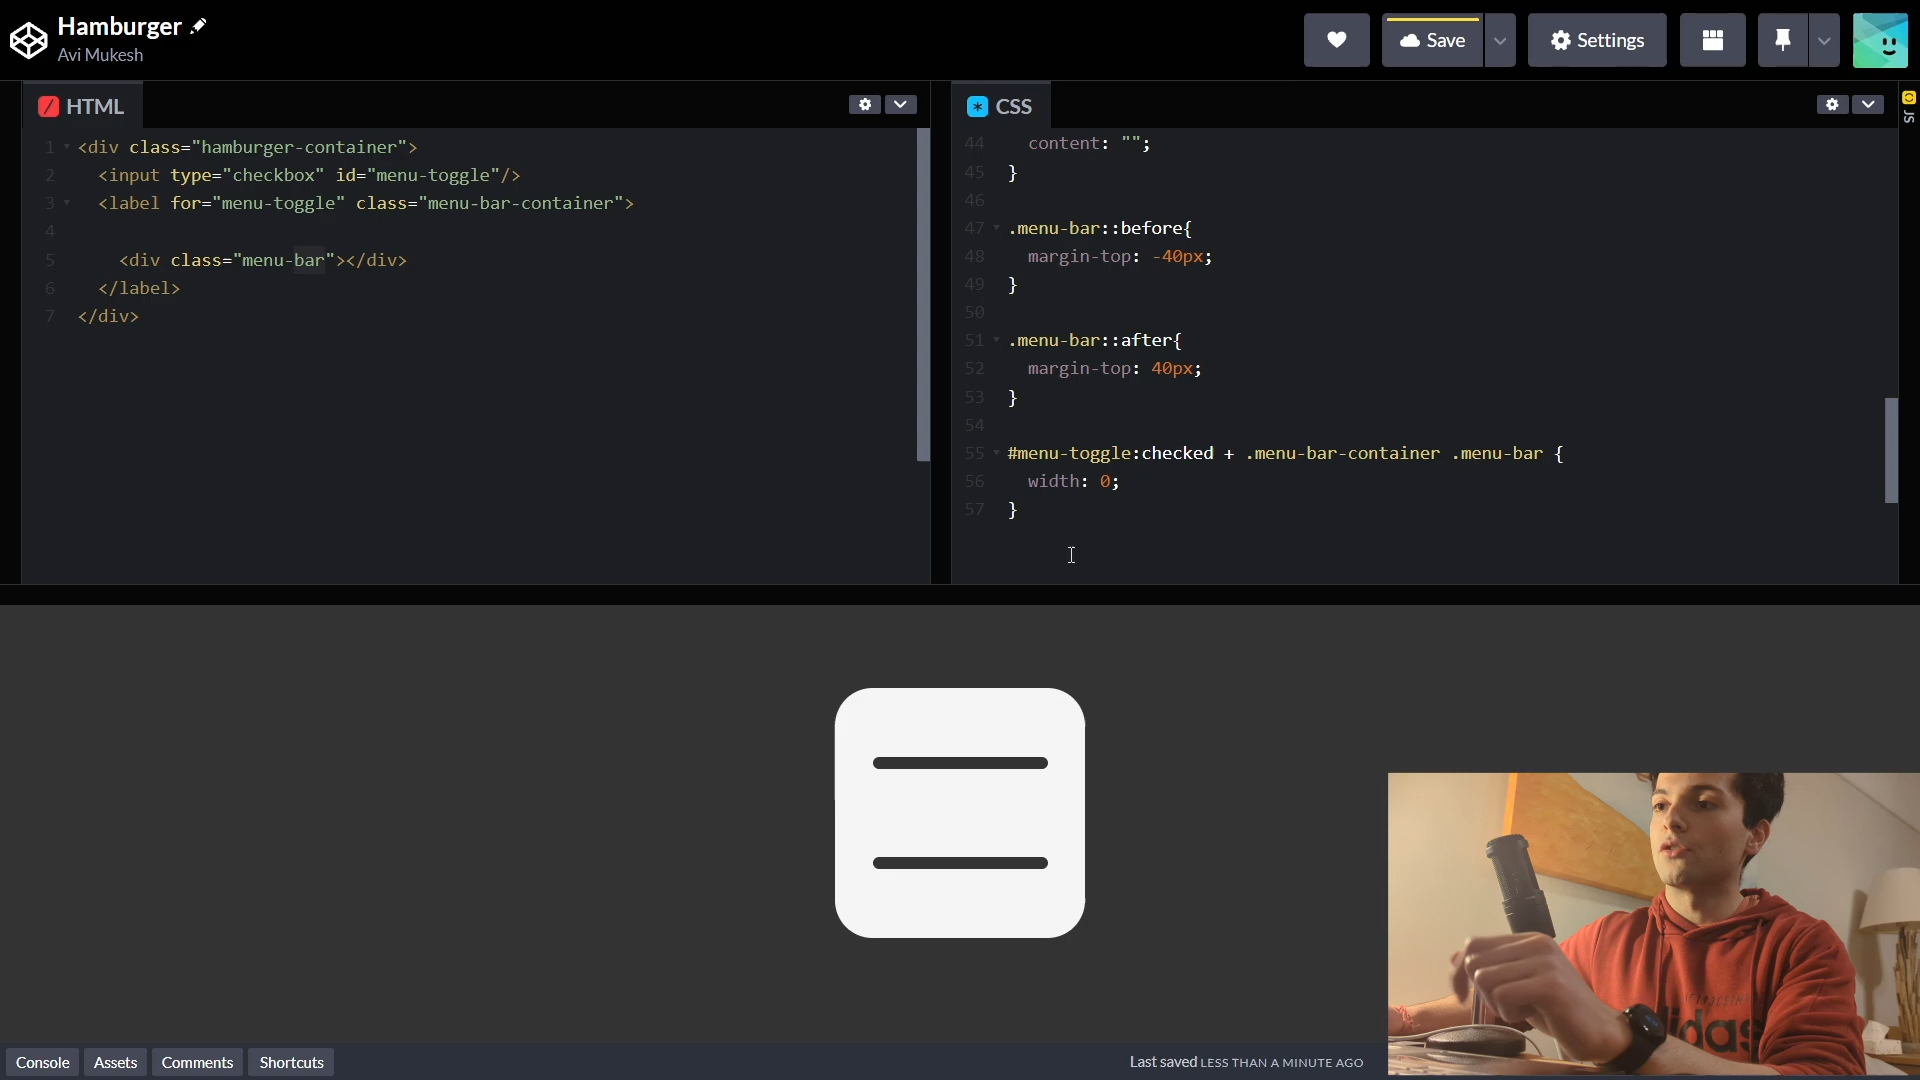 Hamburger
Avi Mukesh
Save
Settings
HTML
1 <div class="hamburger-container">
2 <input type="checkbox" id="menu-toggle"/>
3 <label for="menu-toggle" class="menu-bar-container">
4
5 <div class="menu-bar"></div>
6 </label>
7 </div>
CSS
JS
44 content: "";
45 }
46
47 .menu-bar::before{
48 margin-top: -40px;
49 }
50
51 .menu-bar::after{
52 margin-top: 40px;
53 }
54
55 #menu-toggle:checked + .menu-bar-container .menu-bar {
56 width: 0;
57 }
adidas
Console Assets Comments Shortcuts
Last saved LESS THAN A MINUTE AGO